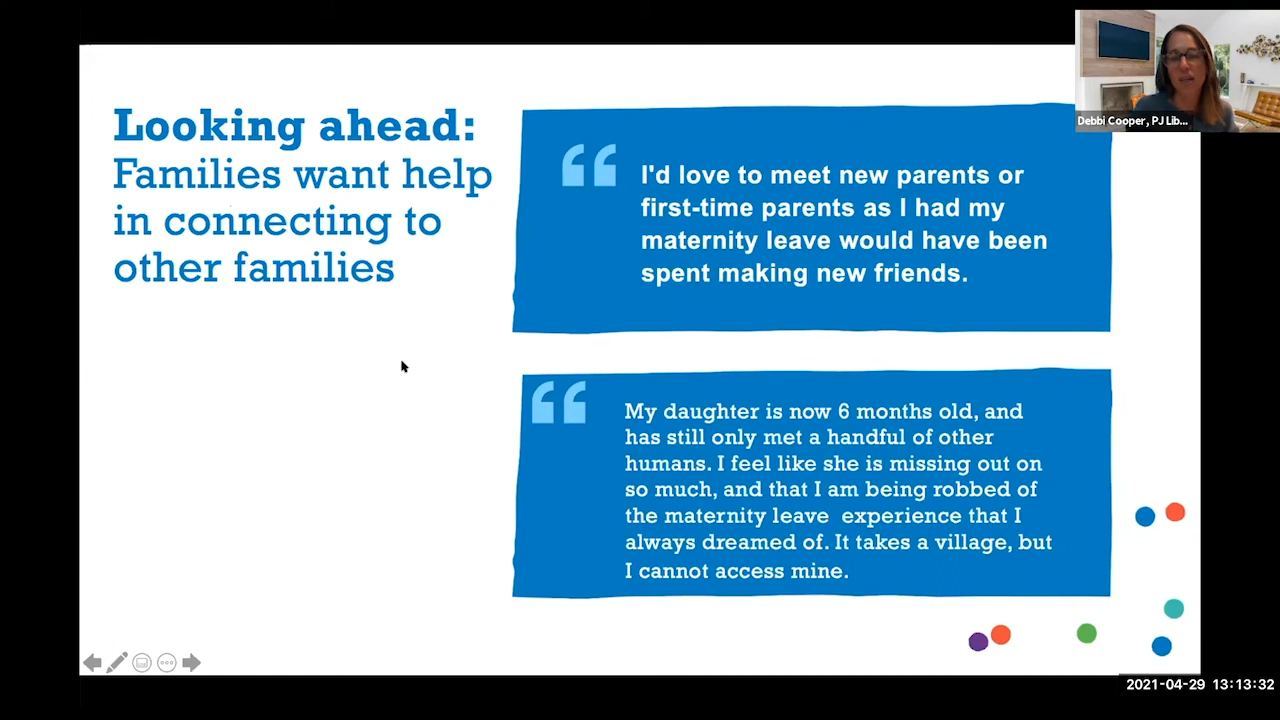 Looking ahead:
Families want help
in connecting to
other families
I'd love to meet new parents or
first-time parents as I had my
maternity leave would have been
spent making new friends.
My daughter is now 6 months old, and
has still only met a handful of other
humans. I feel like she is missing out on
so much, and that I am being robbed of
the maternity leave  experience that I
always dreamed of. It takes a village, but
I cannot access mine.
Debbi Cooper, PJ Lib...
2021-04-29 13:13:32